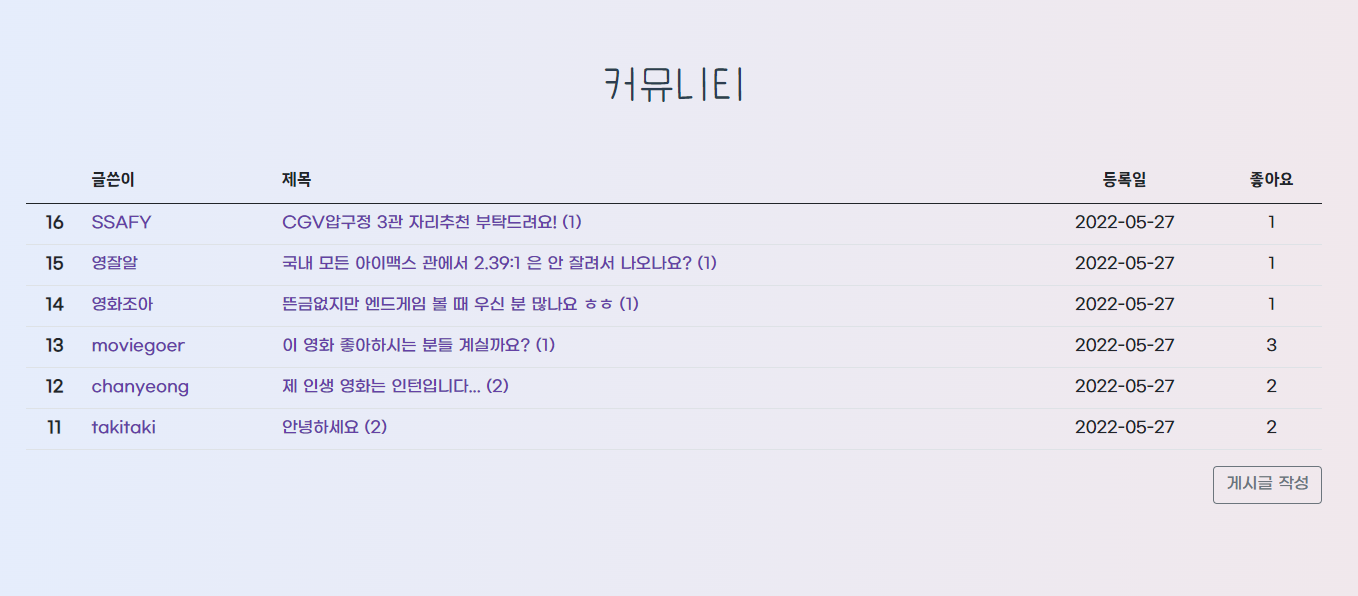 커뮤니티
글쓴이 제목 등록일 좋아요
16 SSAFY CGV압구정 3관 자리추천 부탁드려요! (1) 2022-05-27 1
15 영잘알 국내 모든 아이맥스 관에서 2.39:1 은 안 잘려서 나오나요? (1) 2022-05-27 1
14 영화조아 뜬금없지만 엔드게임 볼 때 우신 분 많나요 ㅎㅎ (1) 2022-05-27 1
13 moviegoer 이 영화 좋아하시는 분들 계실까요? (1) 2022-05-27 3
12 chanyeong 제 인생 영화는 인턴입니다... (2) 2022-05-27 2
11 takitaki 안녕하세요 (2) 2022-05-27 2
게시글 작성